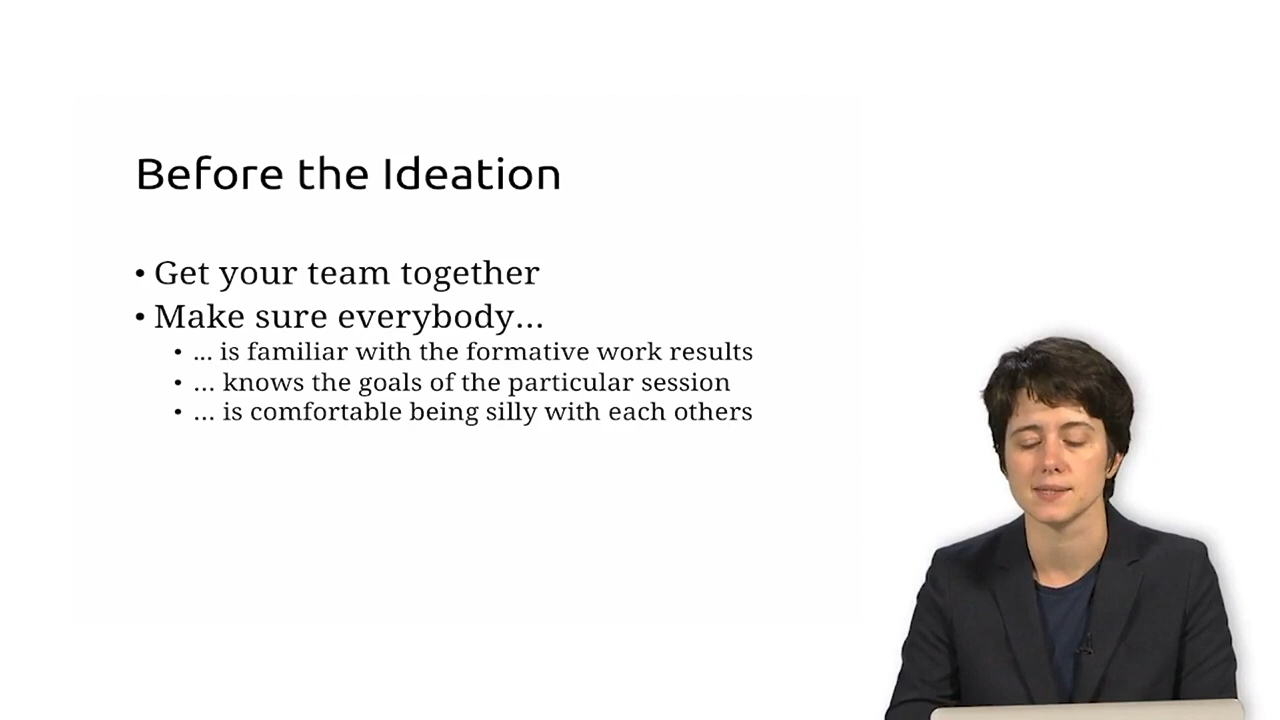 Before the Ideation
• Get your team together
• Make sure everybody…
• ... is familiar with the formative work results
• … knows the goals of the particular session
• … is comfortable being silly with each others